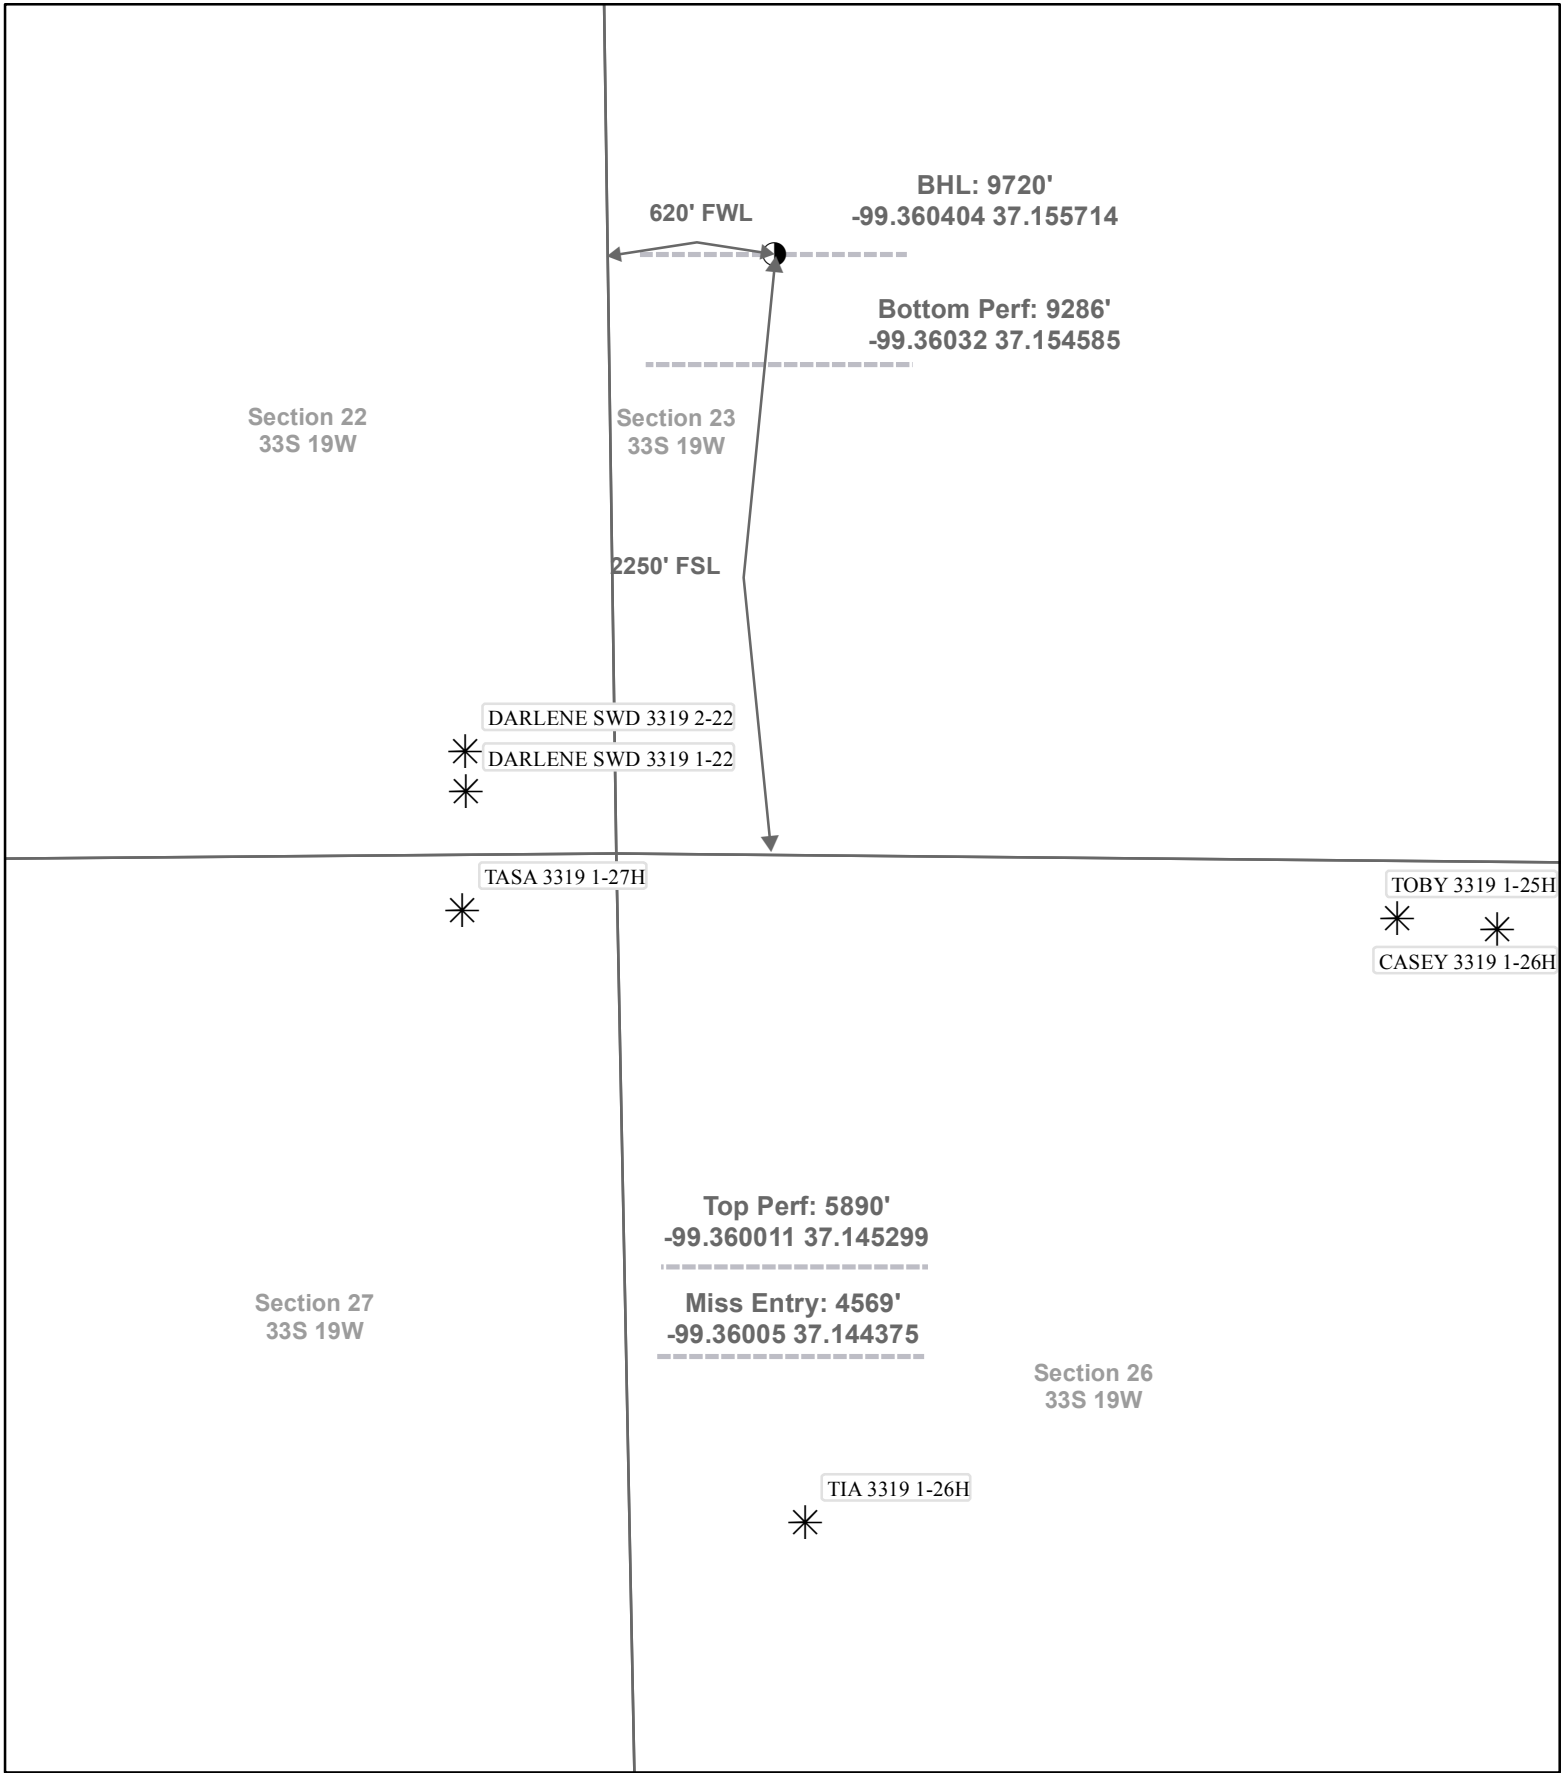 BHL: 9720'
-99.360404 37.155714
620' FWL
Bottom Perf: 9286'
-99.36032 37.154585
Section 22
33S 19W
Section 23
33S 19W
2250' FSL
DARLENE SWD 3319 2-22
DARLENE SWD 3319 1-22
TASA 3319 1-27H
TOBY 3319 1-25H
CASEY 3319 1-26H
Top Perf: 5890'
-99.360011 37.145299
Miss Entry: 4569'
-99.36005 37.144375
Section 27
33S 19W
Section 26
33S 19W
TIA 3319 1-26H